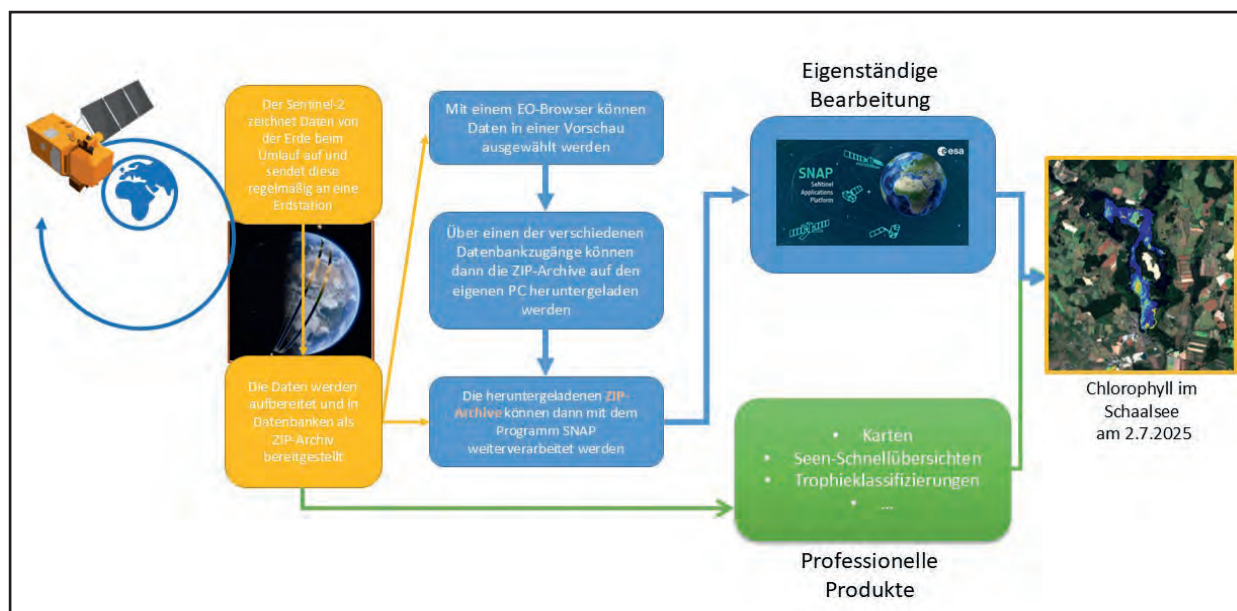 Der Sentinel-2
zeichnet Daten von
der Erde beim
Umlauf auf und
sendet diese
regelmäßig an eine
Erdstation
Die Daten werden
aufbereitet und in
Datenbanken als
ZIP-Archiv
bereitgestellt
Mit einem EO-Browser können
Daten in einer Vorschau
ausgewählt werden
Über einen der verschiedenen
Datenbankzugänge können
dann die ZIP-Archive auf den
eigenen PC heruntergeladen
werden
Die heruntergeladenen ZIP-
Archive können dann mit dem
Programm SNAP
weiterverarbeitet werden
Eigenständige
Bearbeitung
esa
SNAP
SeNtinel
Applications
Platform
• Karten
• Seen-Schnellübersichten
• Trophieklassifizierungen
• ...
Professionelle
Produkte
Chlorophyll im
Schaalsee
am 2.7.2025